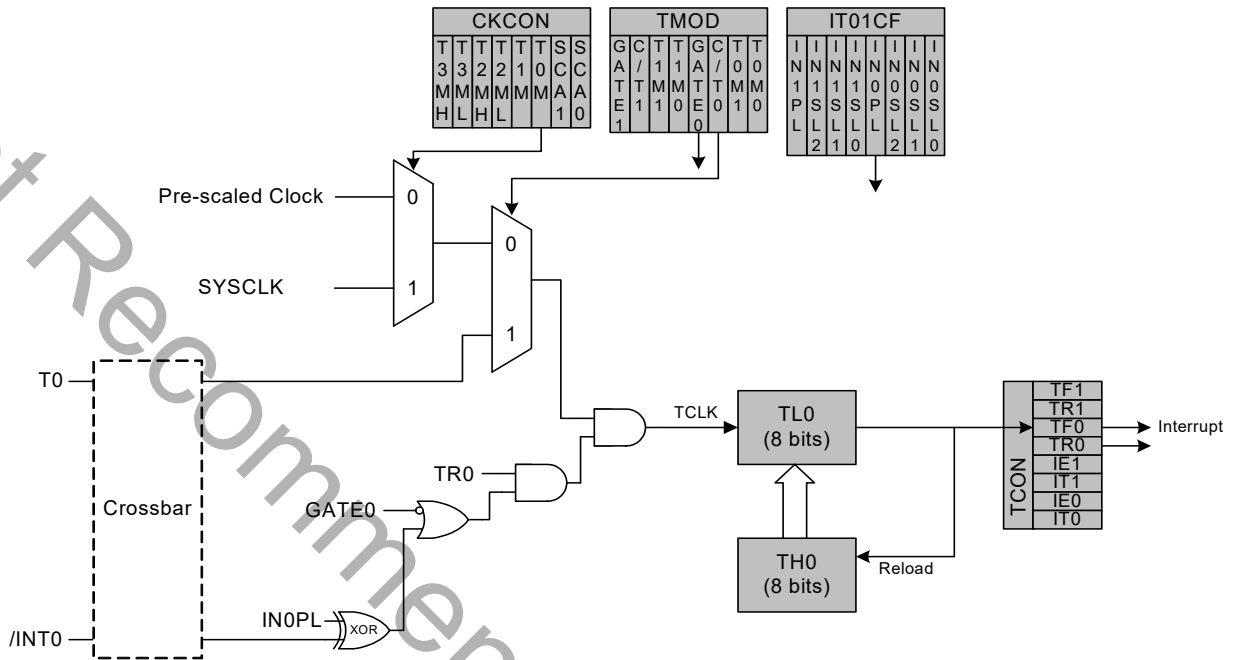 CKCON
T3MH
T3ML
T2MH
T2ML
T1M
T0M
SCA1
SCA0
TMOD
GATE1
C/T1
T1M1
T1M0
GATE0
C/T0
T0M1
T0M0
IT01CF
IN1PL
IN1SL2
IN1SL1
IN1SL0
IN0PL
IN0SL2
IN0SL1
IN0SL0
Pre-scaled Clock
0
SYSCLK
1
0
1
T0
Crossbar
/INT0
TR0
GATE0
IN0PL
XOR
TCLK
TL0
(8 bits)
TH0
(8 bits)
Reload
TCON
TF1
TR1
TF0
TR0
IE1
IT1
IE0
IT0
Interrupt